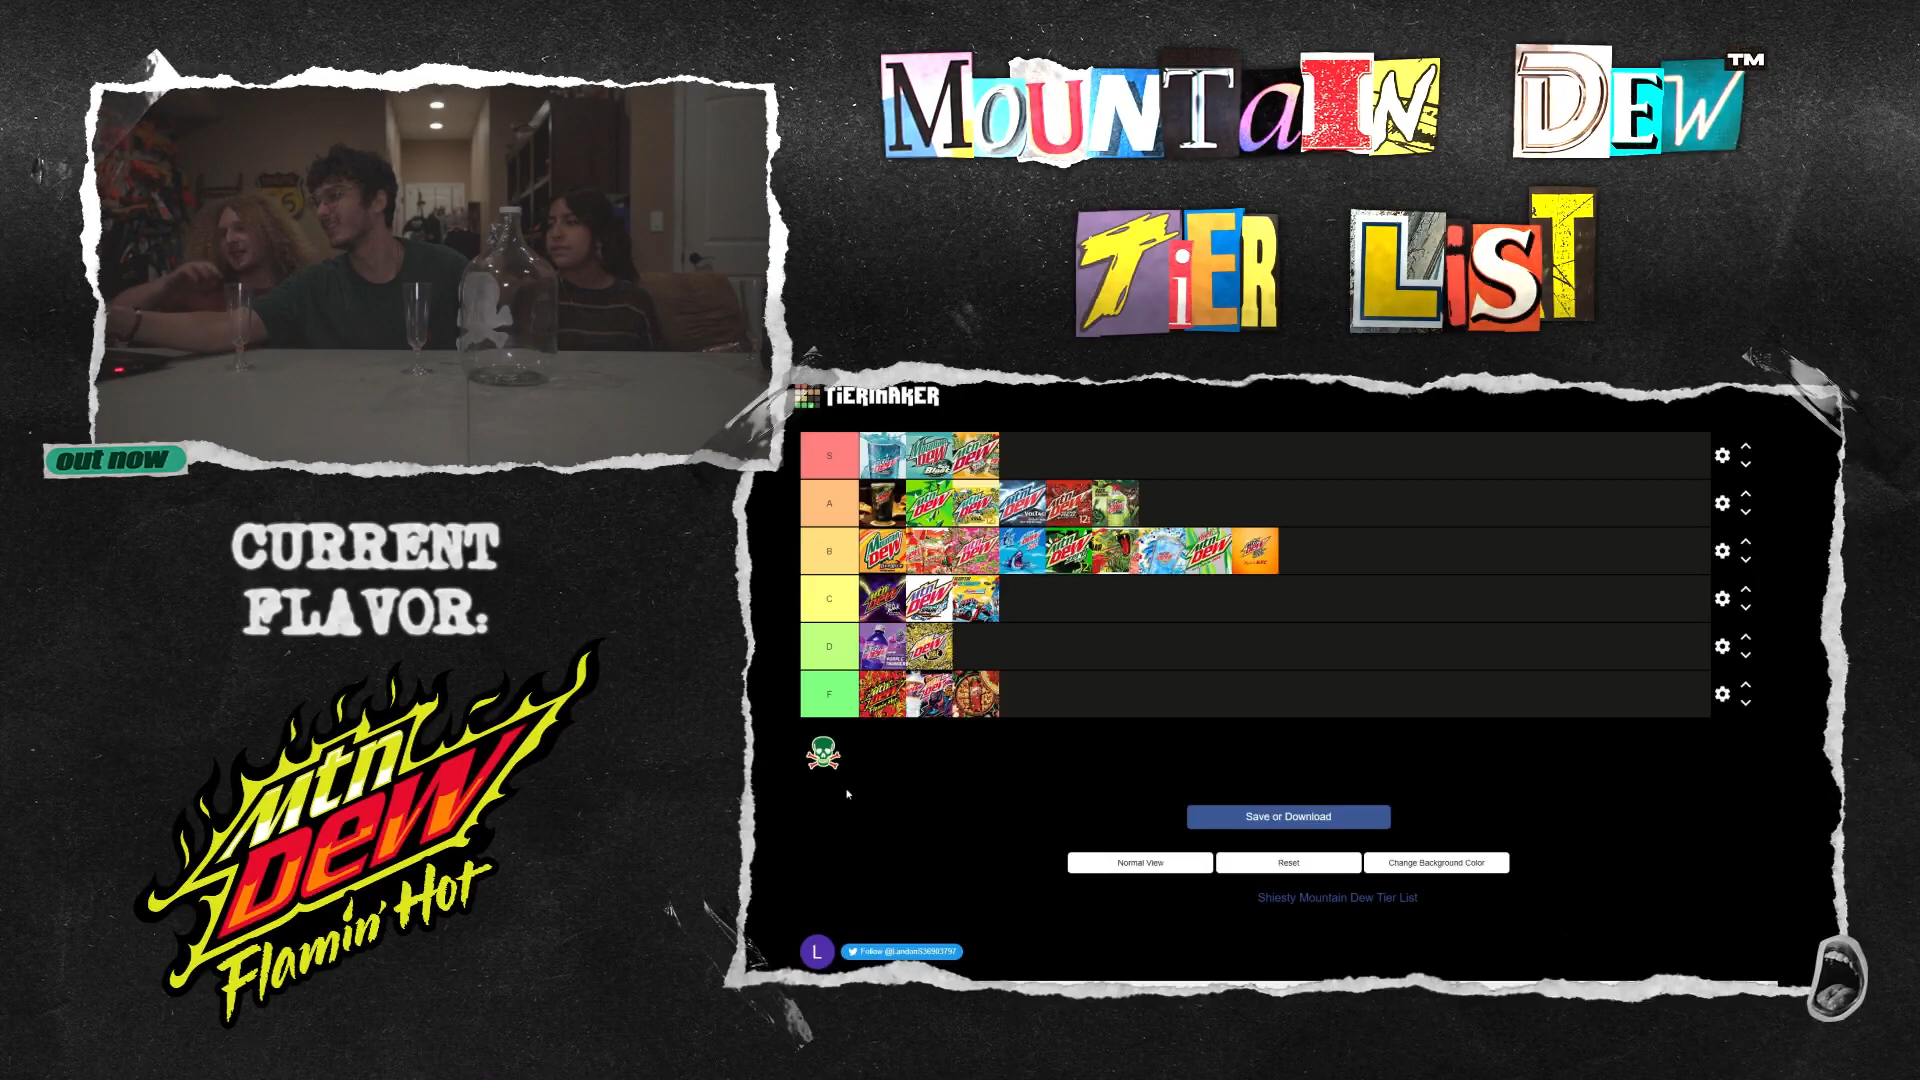 MOUNTaIN DEW™
TiER LiST
out now
CURRENT
FLAVOR:
Mtn
DEW
Flamin' Hot
TiERMAKER
S
A
B
C
D
F
Save or Download
Normal View
Reset
Change Background Color
Shiesty Mountain Dew Tier List
L
Follow @LandanS36903797